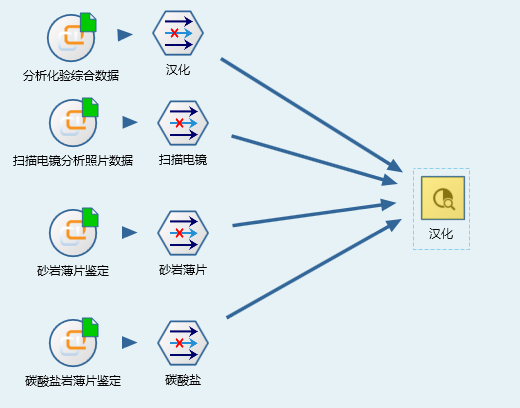 分析化验综合数据
汉化
扫描电镜分析照片数据
扫描电镜
汉化
砂岩薄片鉴定
砂岩薄片
碳酸盐岩薄片鉴定
碳酸盐